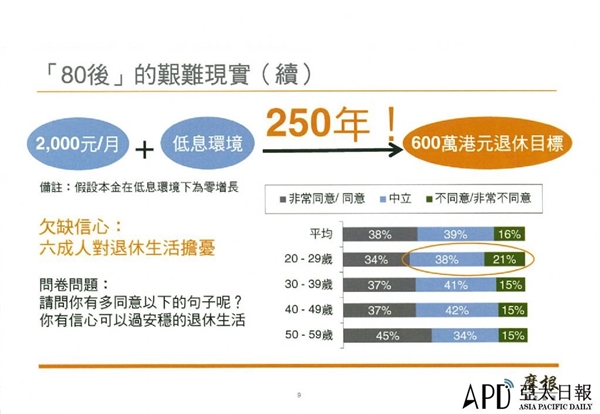 「80後」的艱難現實（續）
2,000元/月
+
低息環境
250年！
600萬港元退休目標
備註：假設本金在低息環境下為零增長
欠缺信心：
六成人對退休生活擔憂
問卷問題：
請問你有多同意以下的句子呢？
你有信心可以過安穩的退休生活
■非常同意/ 同意 ■中立 ■不同意/非常不同意
平均 38% 39% 16%
20 - 29歲 34% 38% 21%
30 - 39歲 37% 41% 15%
40 - 49歲 37% 42% 15%
50 - 59歲 45% 34% 15%
9
摩根
APD 亞太日報
ASIA PACIFIC DAILY